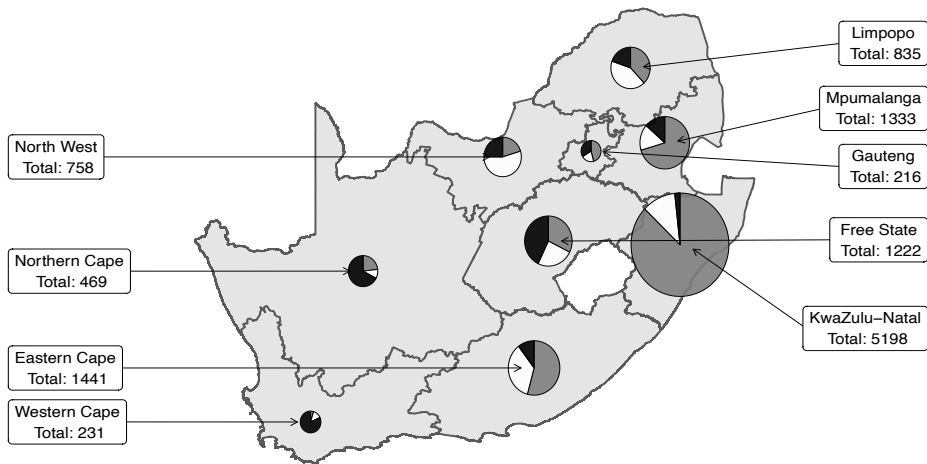 Limpopo
Total: 835
Mpumalanga
Total: 1333
North West
Total: 758
Gauteng
Total: 216
Free State
Total: 1222
Northern Cape
Total: 469
KwaZulu−Natal
Total: 5198
Eastern Cape
Total: 1441
Western Cape
Total: 231